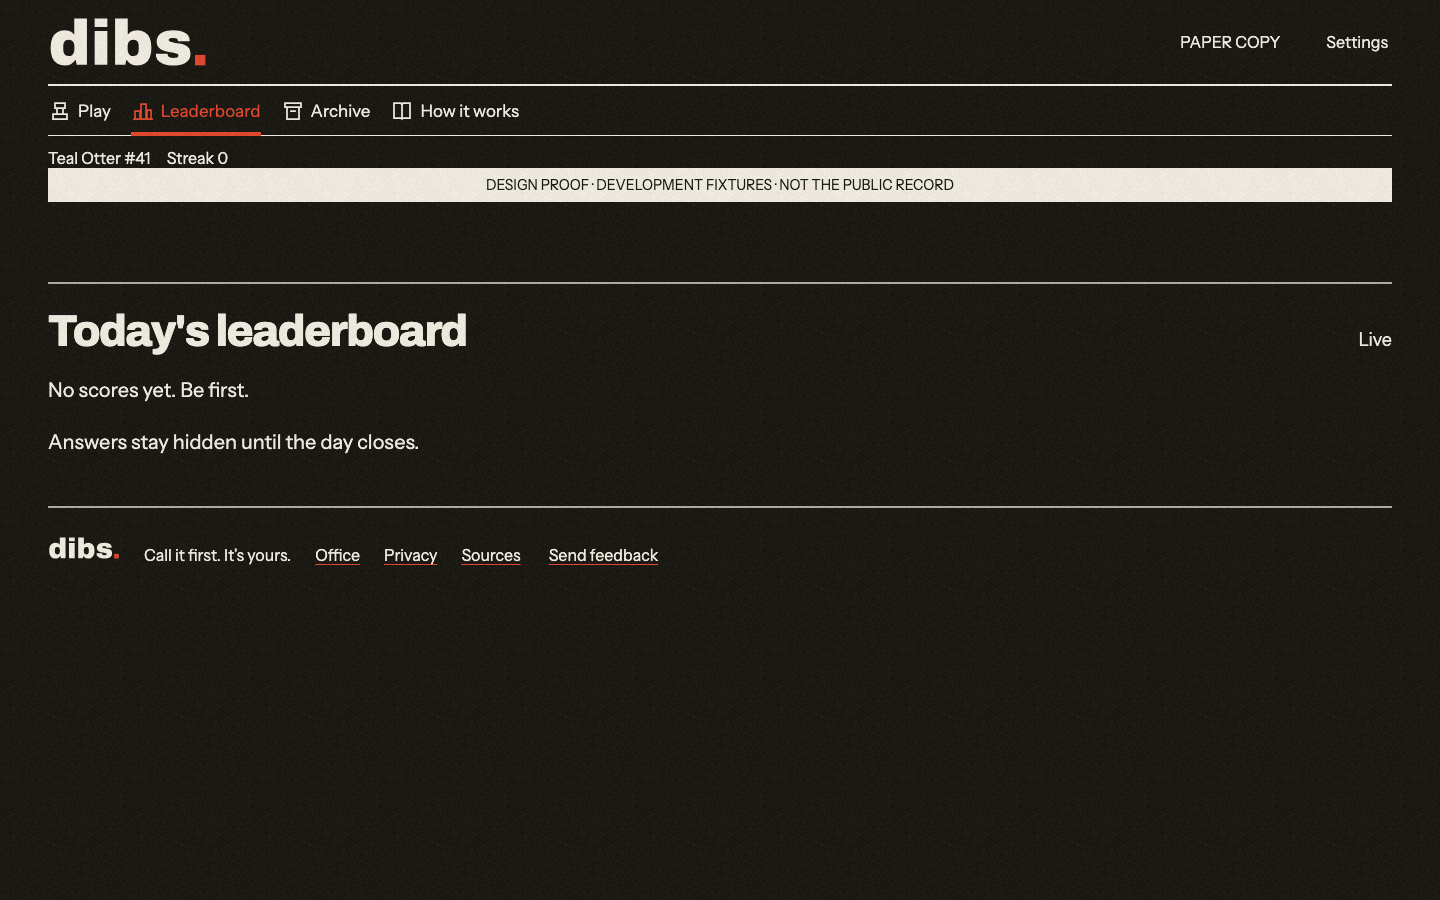 dibs.
PAPER COPY Settings
Play Leaderboard Archive How it works
Teal Otter #41 Streak 0
DESIGN PROOF · DEVELOPMENT FIXTURES · NOT THE PUBLIC RECORD
Today's leaderboard
Live
No scores yet. Be first.
Answers stay hidden until the day closes.
dibs. Call it first. It's yours. Office Privacy Sources Send feedback